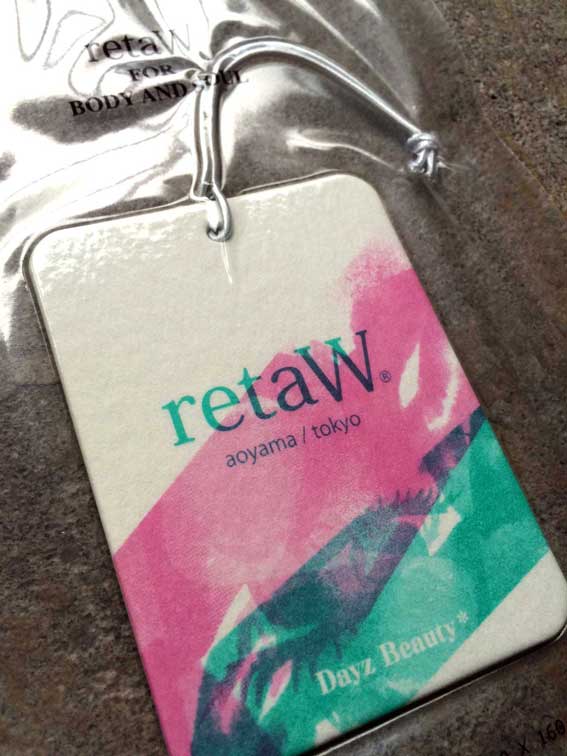 retaW
FOR
BODY AND SOUL
retaW®
aoyama / tokyo
Dayz Beauty*